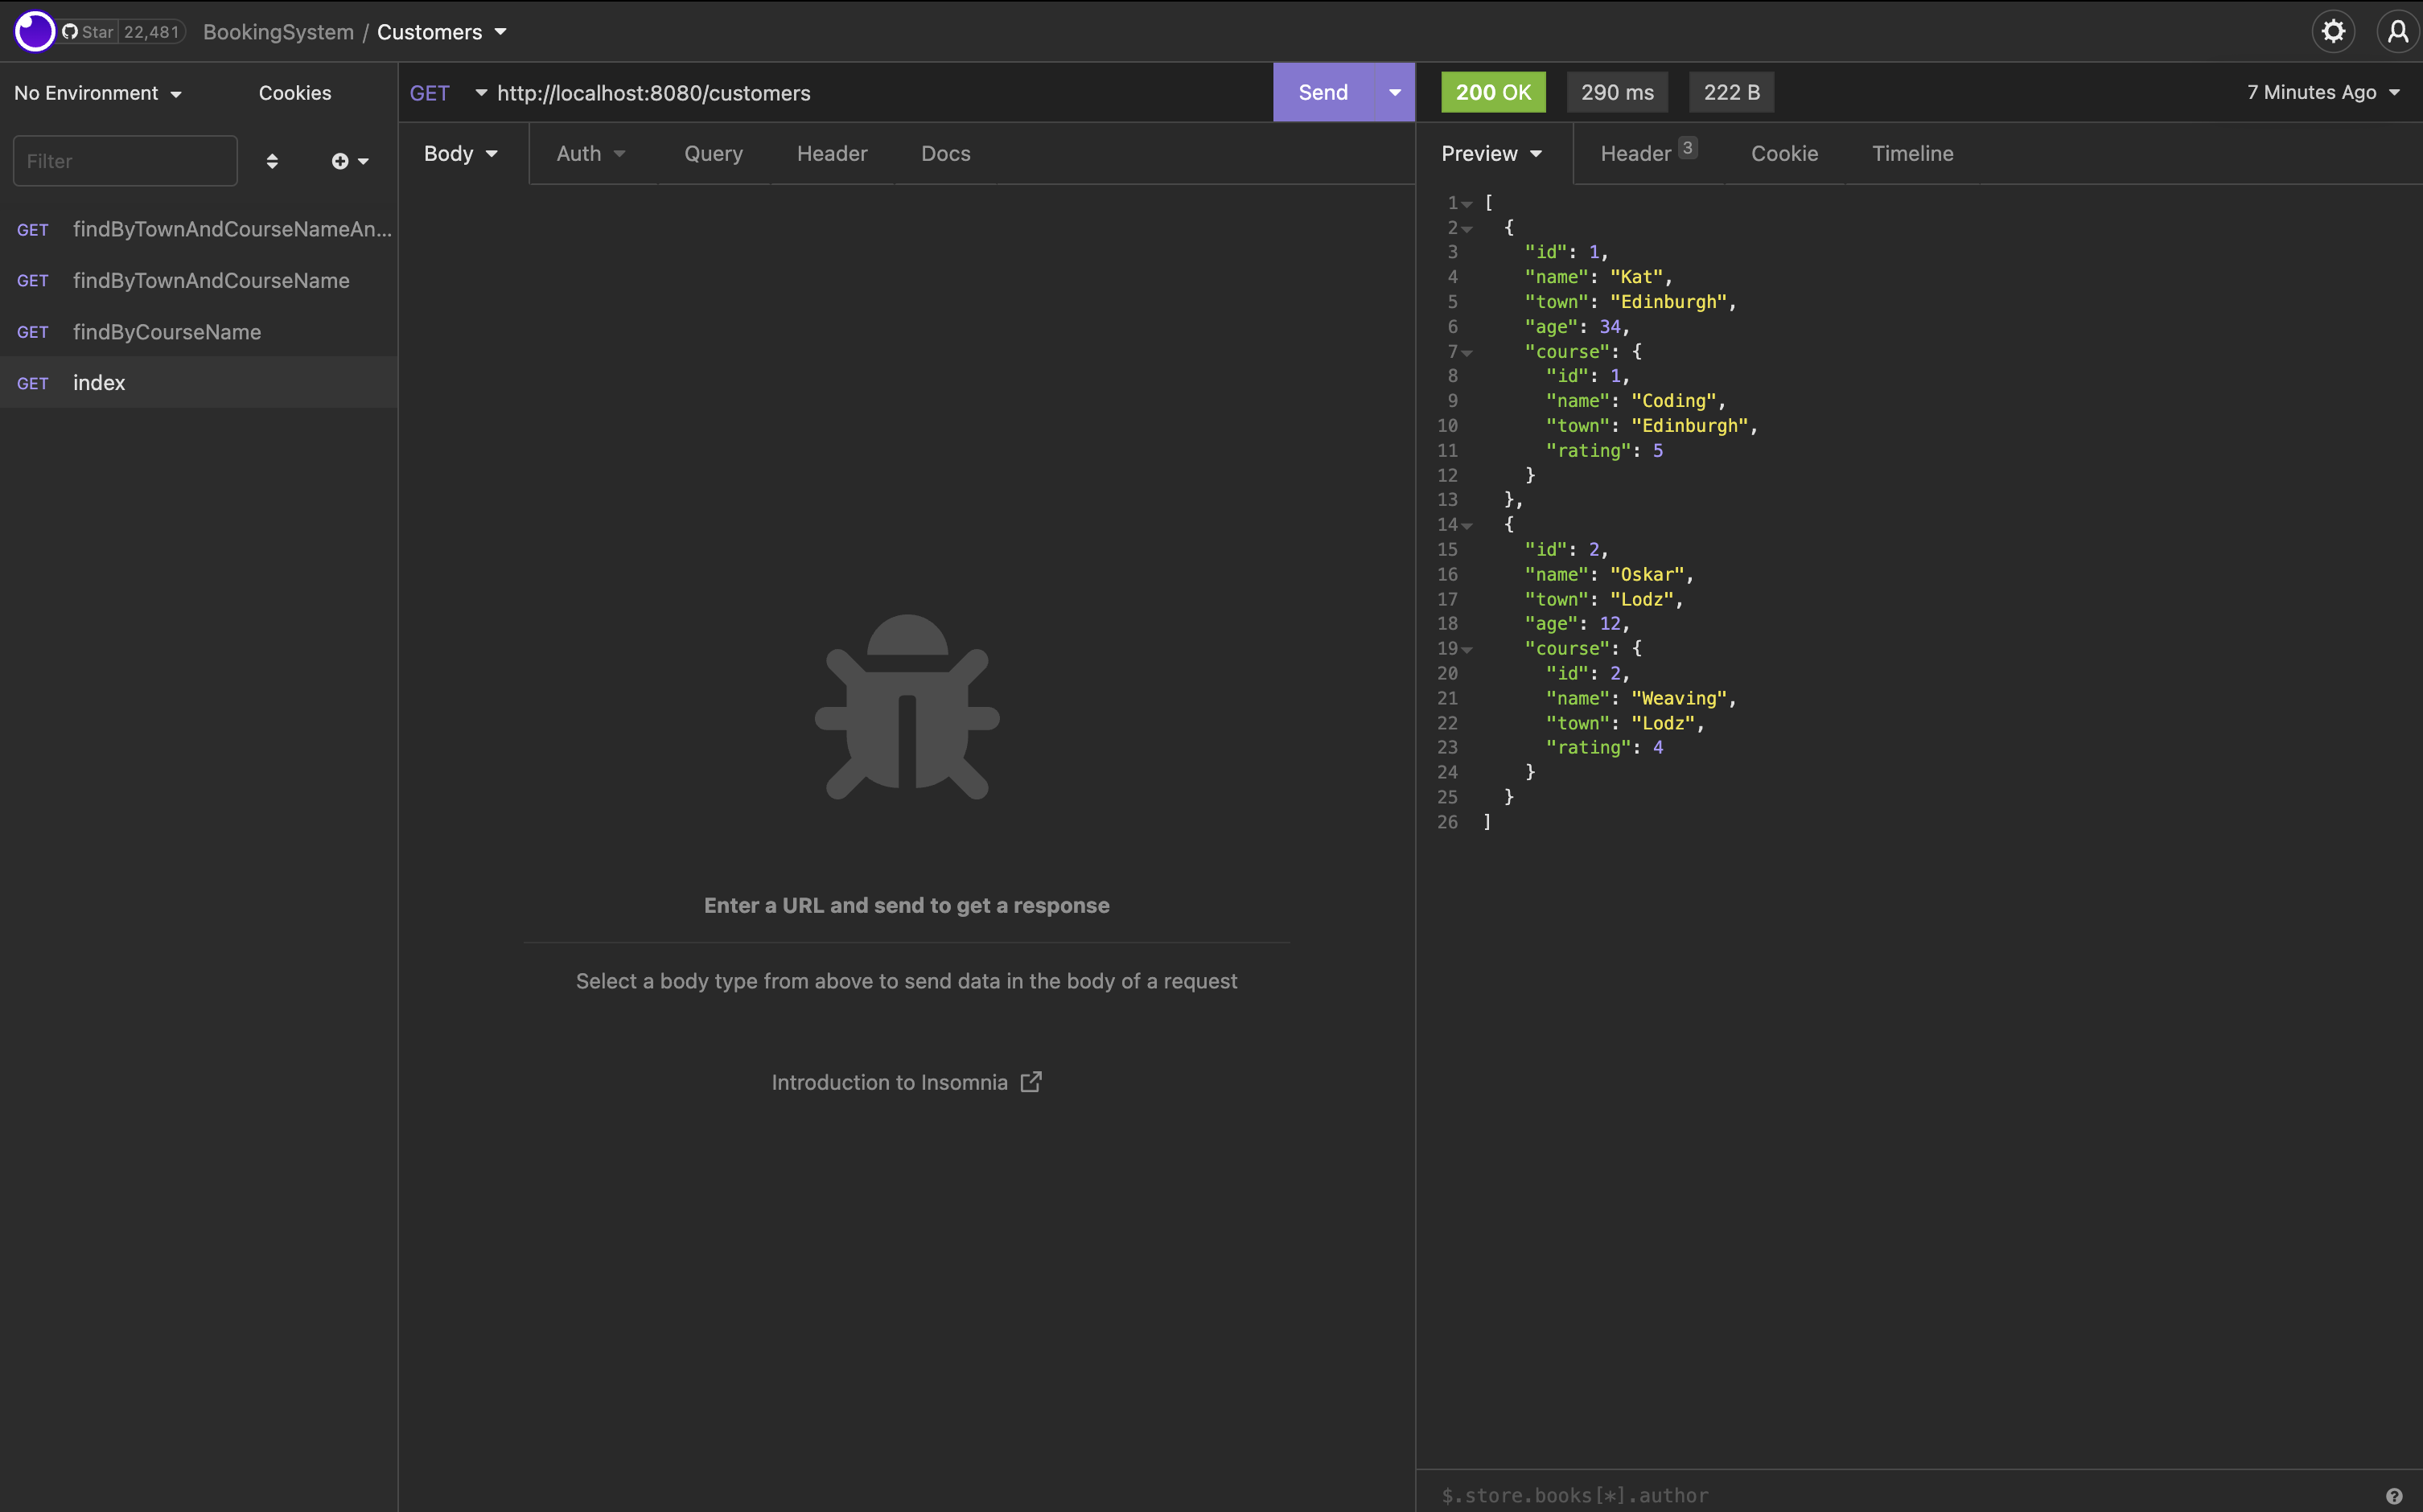 Star 22,481 BookingSystem / Customers
No Environment Cookies
Filter
GET findByTownAndCourseNameAn...
GET findByTownAndCourseName
GET findByCourseName
GET index
GET http://localhost:8080/customers Send
Body Auth Query Header Docs
Enter a URL and send to get a response
Select a body type from above to send data in the body of a request
Introduction to Insomnia
200 OK 290 ms 222 B 7 Minutes Ago
Preview Header 3 Cookie Timeline
1 [
2 {
3 "id": 1,
4 "name": "Kat",
5 "town": "Edinburgh",
6 "age": 34,
7 "course": {
8 "id": 1,
9 "name": "Coding",
10 "town": "Edinburgh",
11 "rating": 5
12 }
13 },
14 {
15 "id": 2,
16 "name": "Oskar",
17 "town": "Lodz",
18 "age": 12,
19 "course": {
20 "id": 2,
21 "name": "Weaving",
22 "town": "Lodz",
23 "rating": 4
24 }
25 }
26 ]
$.store.books[*].author